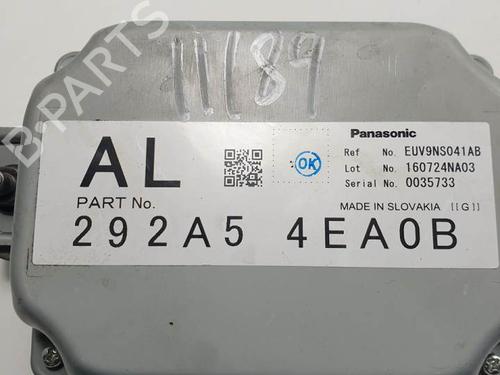 11189
B-PARTS
AL
PART No.
OK
Panasonic
Ref No. EUV9NS041AB
Lot No. 160724NA03
Serial No. 0035733
MADE IN SLOVAKIA [[G]]
292A5 4EA0B